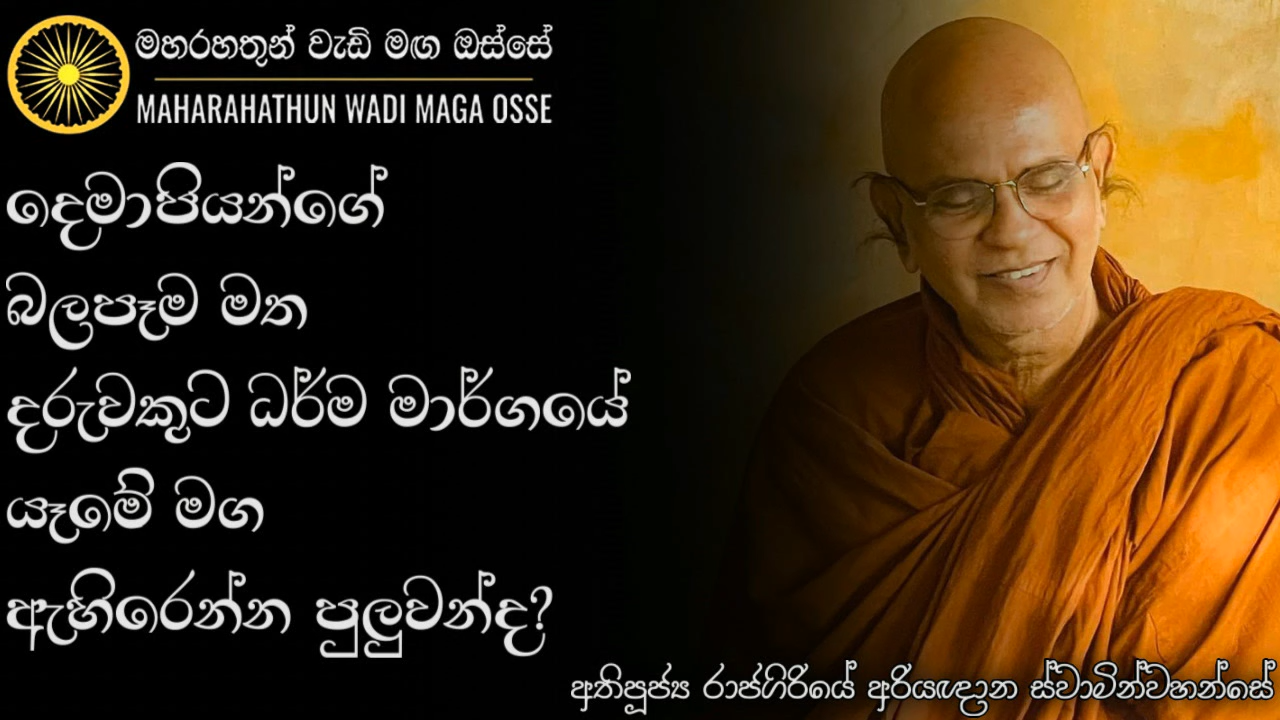 මහරහතුන් වැඩි මඟ ඔස්සේ
MAHARAHATHUN WADI MAGA OSSE
දෙමාපියන්ගේ
බලපෑම මත
දරුවකුට ධර්ම මාර්ගයේ
යෑමේ මග
ඇහිරෙන්න පුලුවන්ද?
අතිපූජ්‍ය රාජ්ගිරියේ අරියඥාන ස්වාමින්වහන්සේ